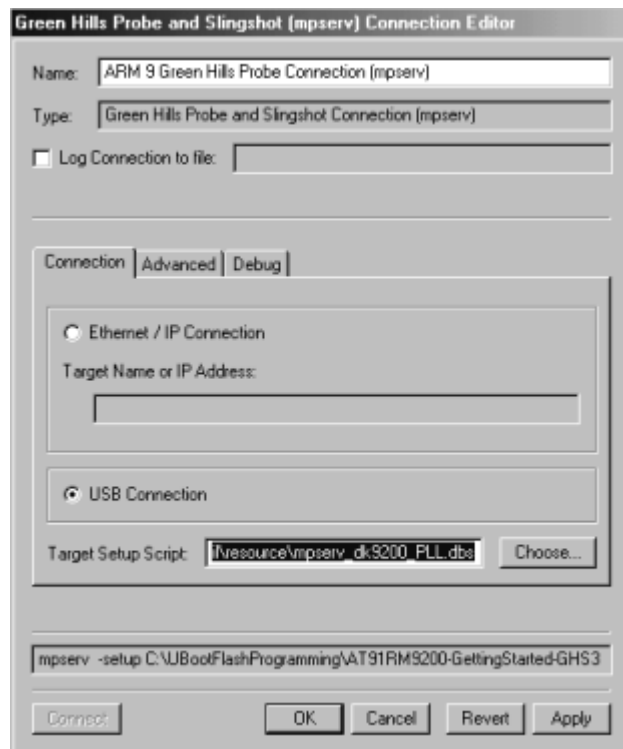 Green Hills Probe and Slingshot (mpserv) Connection Editor
Name: ARM 9 Green Hills Probe Connection (mpserv)
Type: Green Hills Probe and Slingshot Connection (mpserv)
Log Connection to file:
Connection Advanced Debug
Ethernet / IP Connection
Target Name or IP Address:
USB Connection
Target Setup Script: \resource\mpserv_dk9200_PLL.dbs Choose...
mpserv -setup C:\UBootFlashProgramming\AT91RM9200-GettingStarted-GHS3
Connect OK Cancel Revert Apply